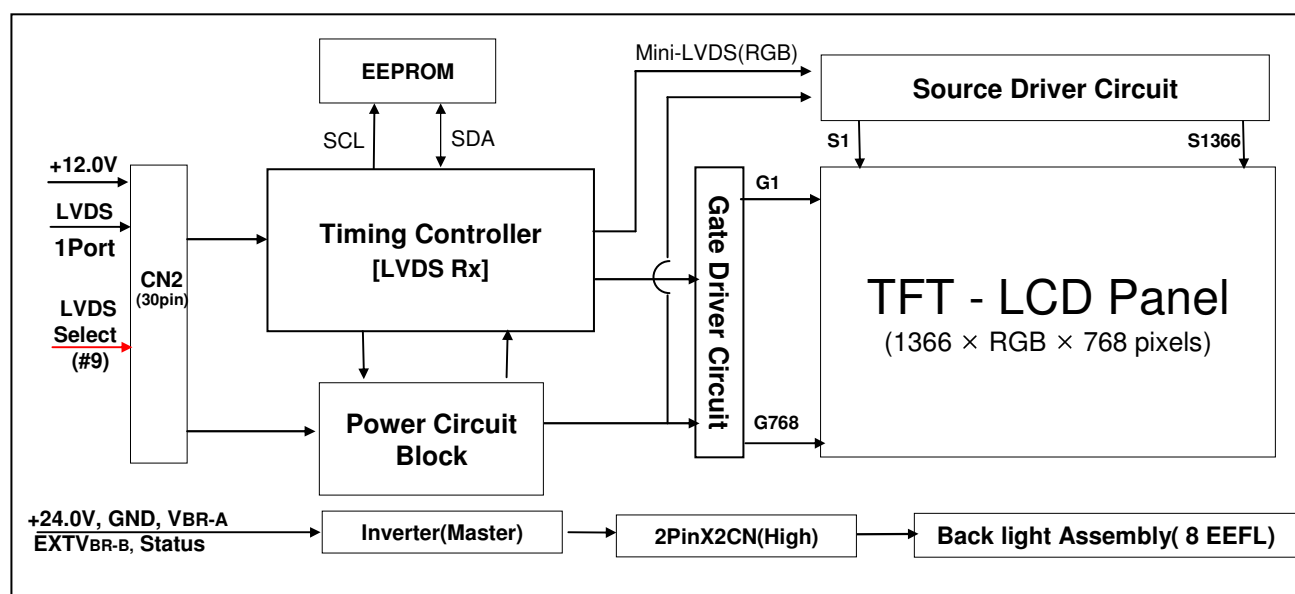 Mini-LVDS(RGB)
EEPROM
Source Driver Circuit
SCL
SDA
S1
S1366
+12.0V
LVDS
1Port
CN2
(30pin)
LVDS
Select
(#9)
Timing Controller
[LVDS Rx]
G1
Gate Driver Circuit
G768
TFT - LCD Panel
(1366 × RGB × 768 pixels)
Power Circuit
Block
+24.0V, GND, VBR-A
EXTVBR-B, Status
Inverter(Master)
2PinX2CN(High)
Back light Assembly( 8 EEFL)